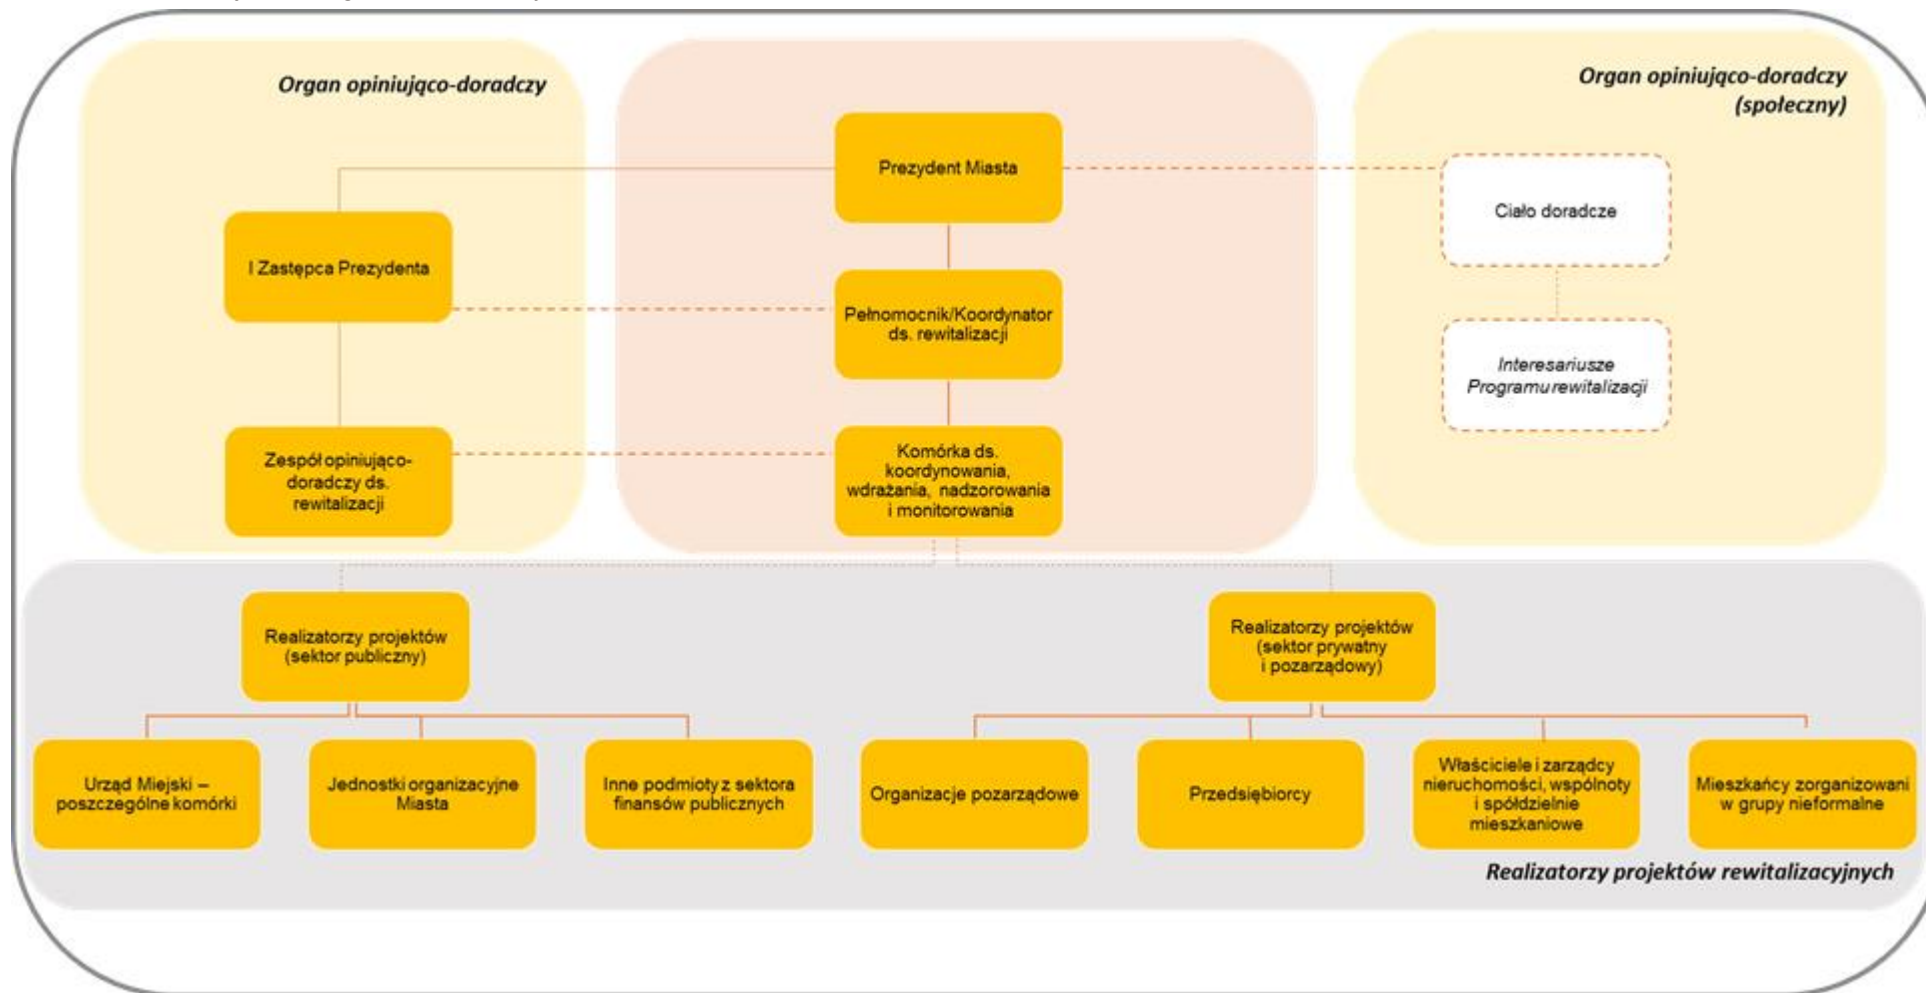 Organ opiniująco-doradczy
Organ opiniująco-doradczy
(społeczny)
Prezydent Miasta
Ciało doradcze
I Zastępca Prezydenta
Pełnomocnik/Koordynator
ds. rewitalizacji
Interesariusze
Programu rewitalizacji
Zespół opiniująco-
doradczy ds.
rewitalizacji
Komórka ds.
koordynowania,
wdrażania, nadzorowania
i monitorowania
Realizatorzy projektów
(sektor publiczny)
Realizatorzy projektów
(sektor prywatny
i pozarządowy)
Urząd Miejski –
poszczególne komórki
Jednostki organizacyjne
Miasta
Inne podmioty z sektora
finansów publicznych
Organizacje pozarządowe
Przedsiębiorcy
Właściciele i zarządcy
nieruchomości, wspólnoty
i spółdzielnie
mieszkaniowe
Mieszkańcy zorganizowani
w grupy nieformalne
Realizatorzy projektów rewitalizacyjnych